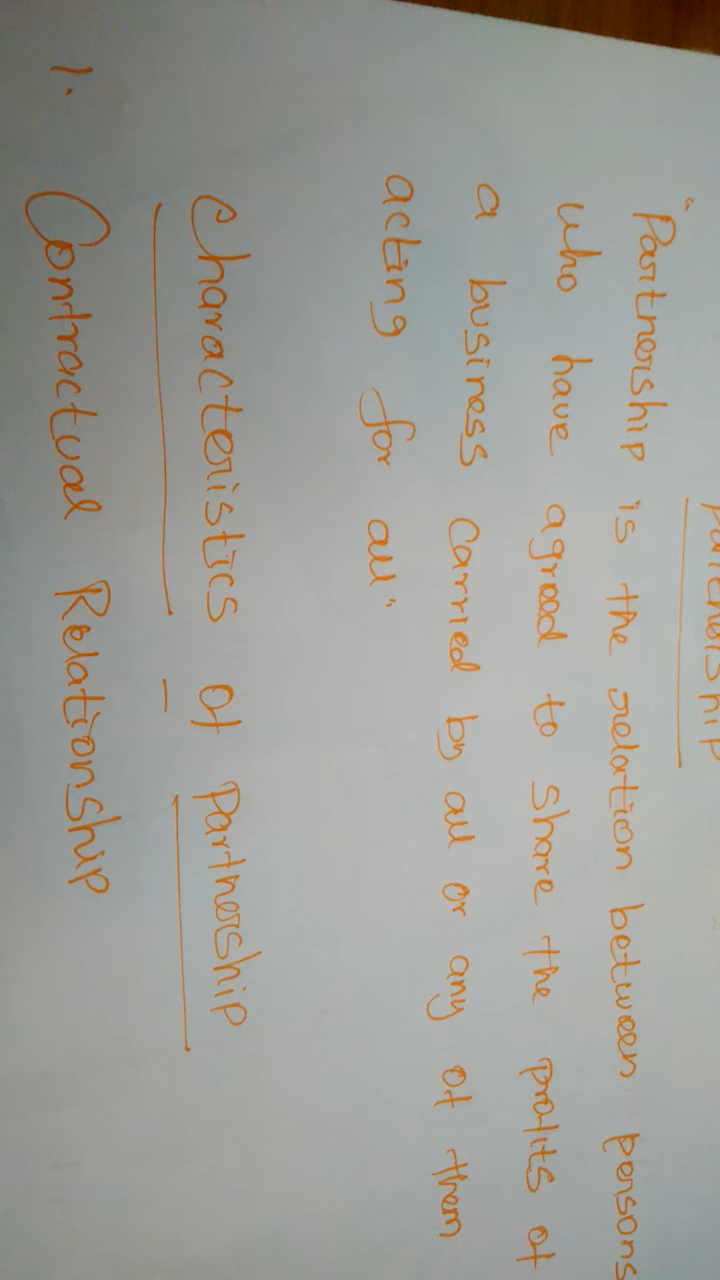 Partnership
"Partnership is the relation between persons
who have agreed to share the profits of
a business carried by all or any of them
acting for all"
Characteristics of Partnership
1. Contractual Relationship